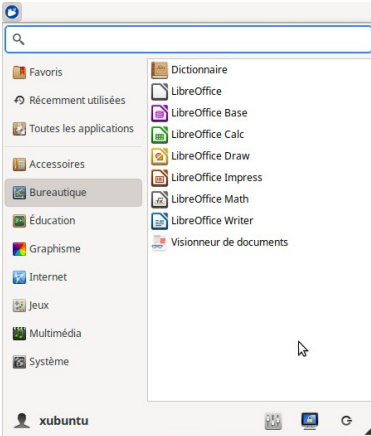 Favoris
Récemment utilisées
Toutes les applications
Accessoires
Bureautique
Éducation
Graphisme
Internet
Jeux
Multimédia
Système
Dictionnaire
LibreOffice
LibreOffice Base
LibreOffice Calc
LibreOffice Draw
LibreOffice Impress
LibreOffice Math
LibreOffice Writer
Visionneur de documents
xubuntu